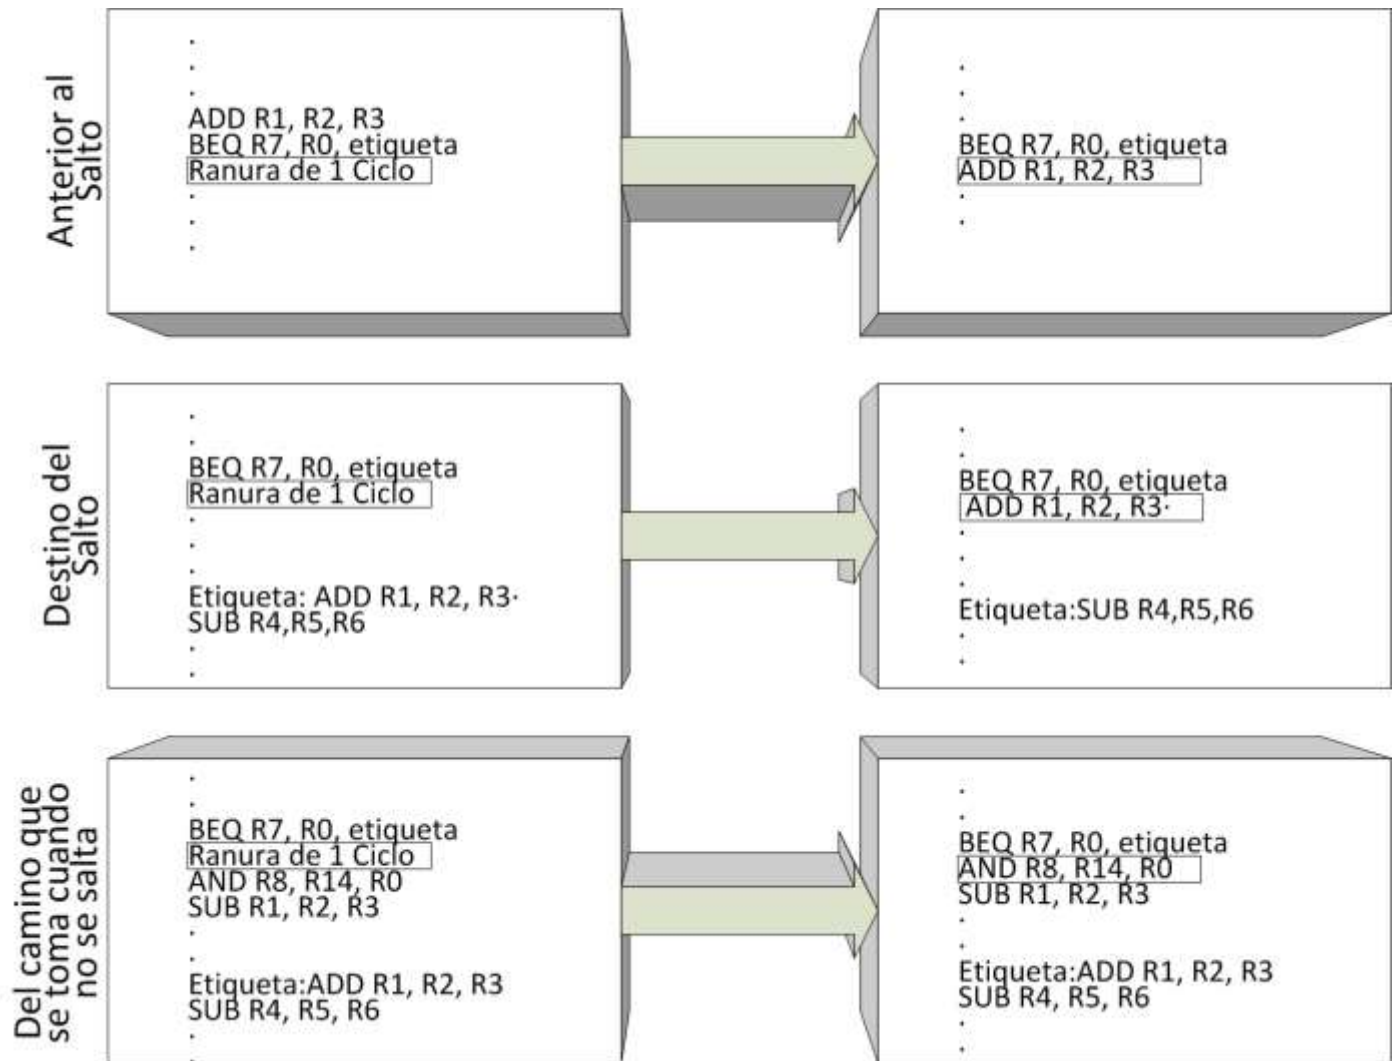 Anterior al
Salto
ADD R1, R2, R3
BEQ R7, R0, etiqueta
Ranura de 1 Ciclo
BEQ R7, R0, etiqueta
ADD R1, R2, R3
Destino del
Salto
BEQ R7, R0, etiqueta
Ranura de 1 Ciclo
Etiqueta: ADD R1, R2, R3·
SUB R4,R5,R6
BEQ R7, R0, etiqueta
ADD R1, R2, R3·
Etiqueta:SUB R4,R5,R6
Del camino que
se toma cuando
no se salta
BEQ R7, R0, etiqueta
Ranura de 1 Ciclo
AND R8, R14, R0
SUB R1, R2, R3
Etiqueta:ADD R1, R2, R3
SUB R4, R5, R6
BEQ R7, R0, etiqueta
AND R8, R14, R0
SUB R1, R2, R3
Etiqueta:ADD R1, R2, R3
SUB R4, R5, R6